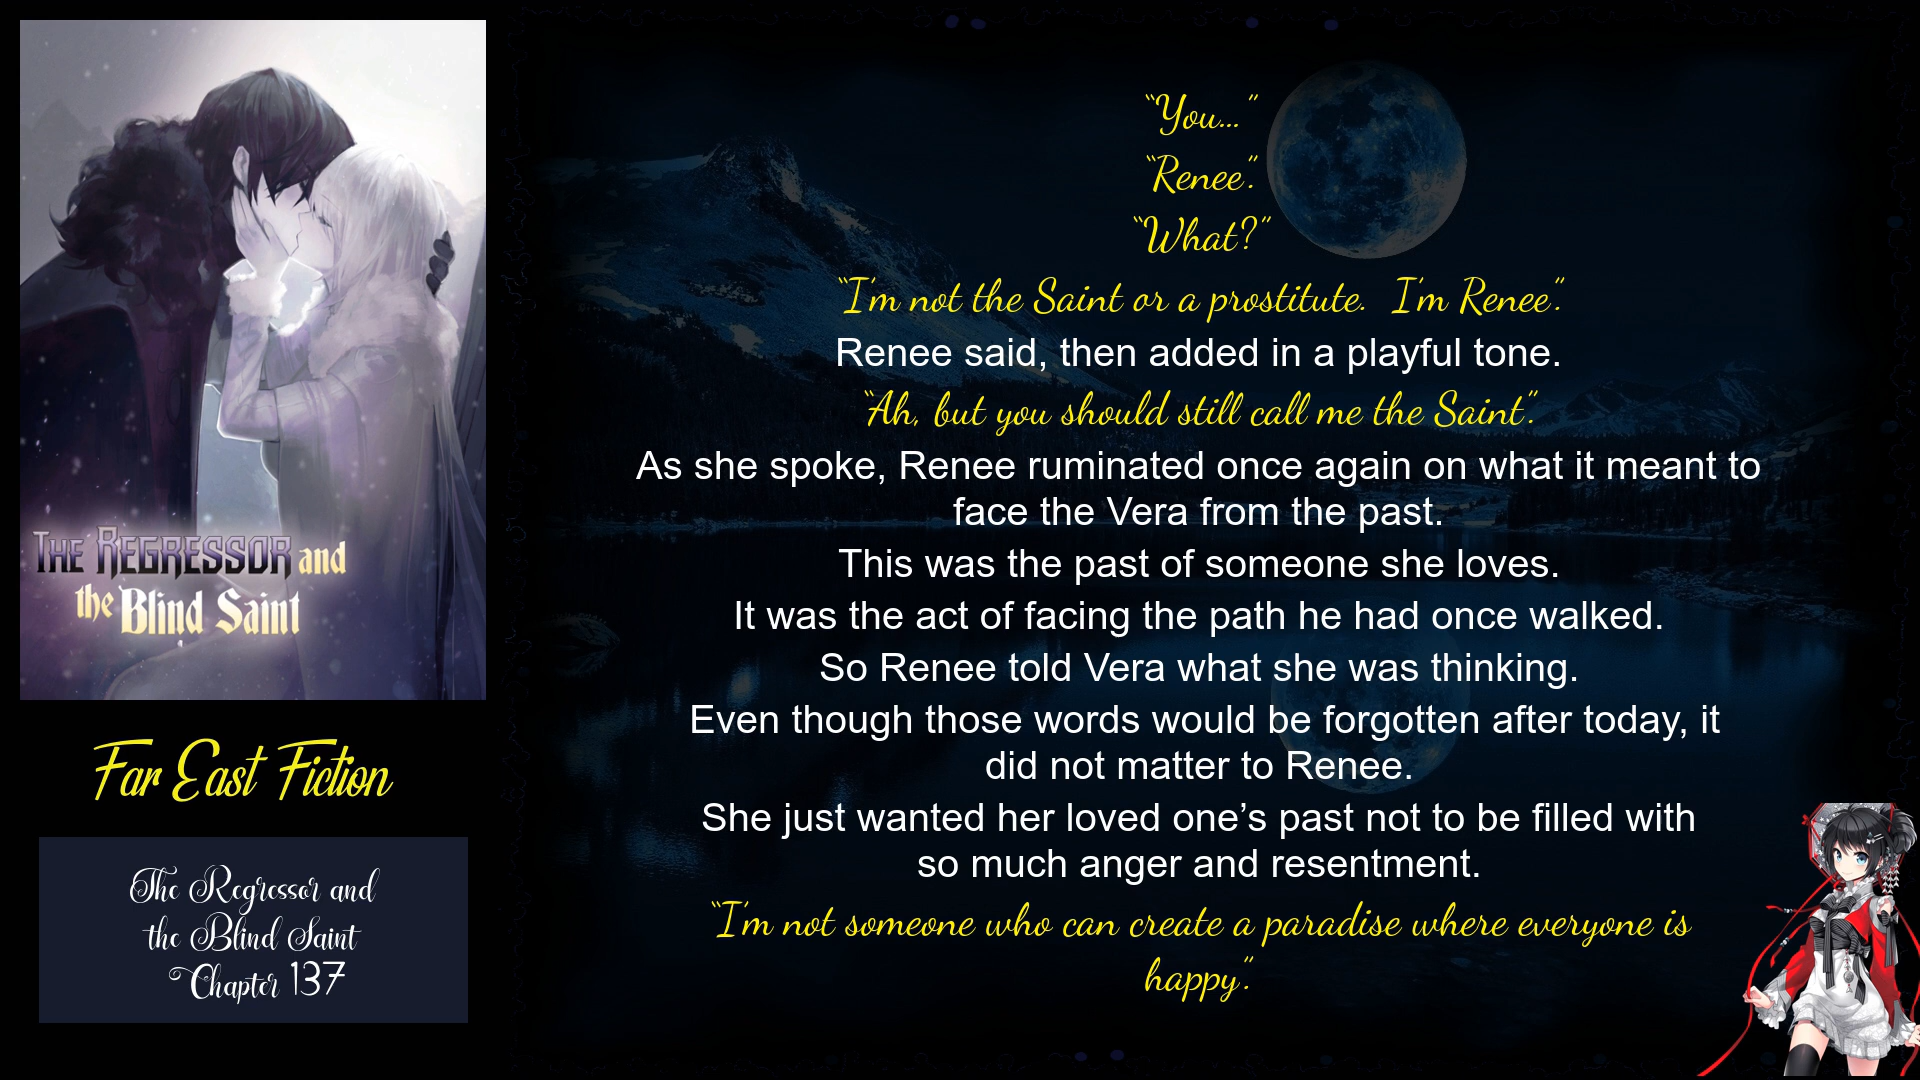 THE REGRESSOR and
the Blind Saint
Far East Fiction
The Regressor and
the Blind Saint
Chapter 137
“You...”
“Renee”.
“What?”
“I'm not the Saint or a prostitute.  I'm Renee”.
Renee said, then added in a playful tone.
“Ah, but you should still call me the Saint”.
As she spoke, Renee ruminated once again on what it meant to
face the Vera from the past.
This was the past of someone she loves.
It was the act of facing the path he had once walked.
So Renee told Vera what she was thinking.
Even though those words would be forgotten after today, it
did not matter to Renee.
She just wanted her loved one’s past not to be filled with
so much anger and resentment.
“I'm not someone who can create a paradise where everyone is
happy”.